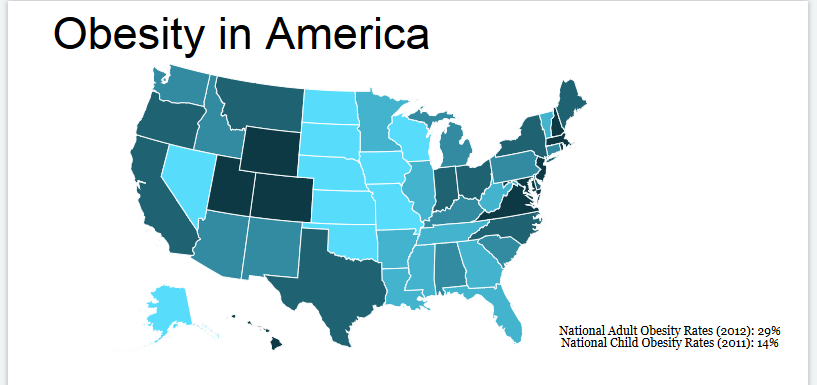 Obesity in America
National Adult Obesity Rates (2012): 29%
National Child Obesity Rates (2011): 14%